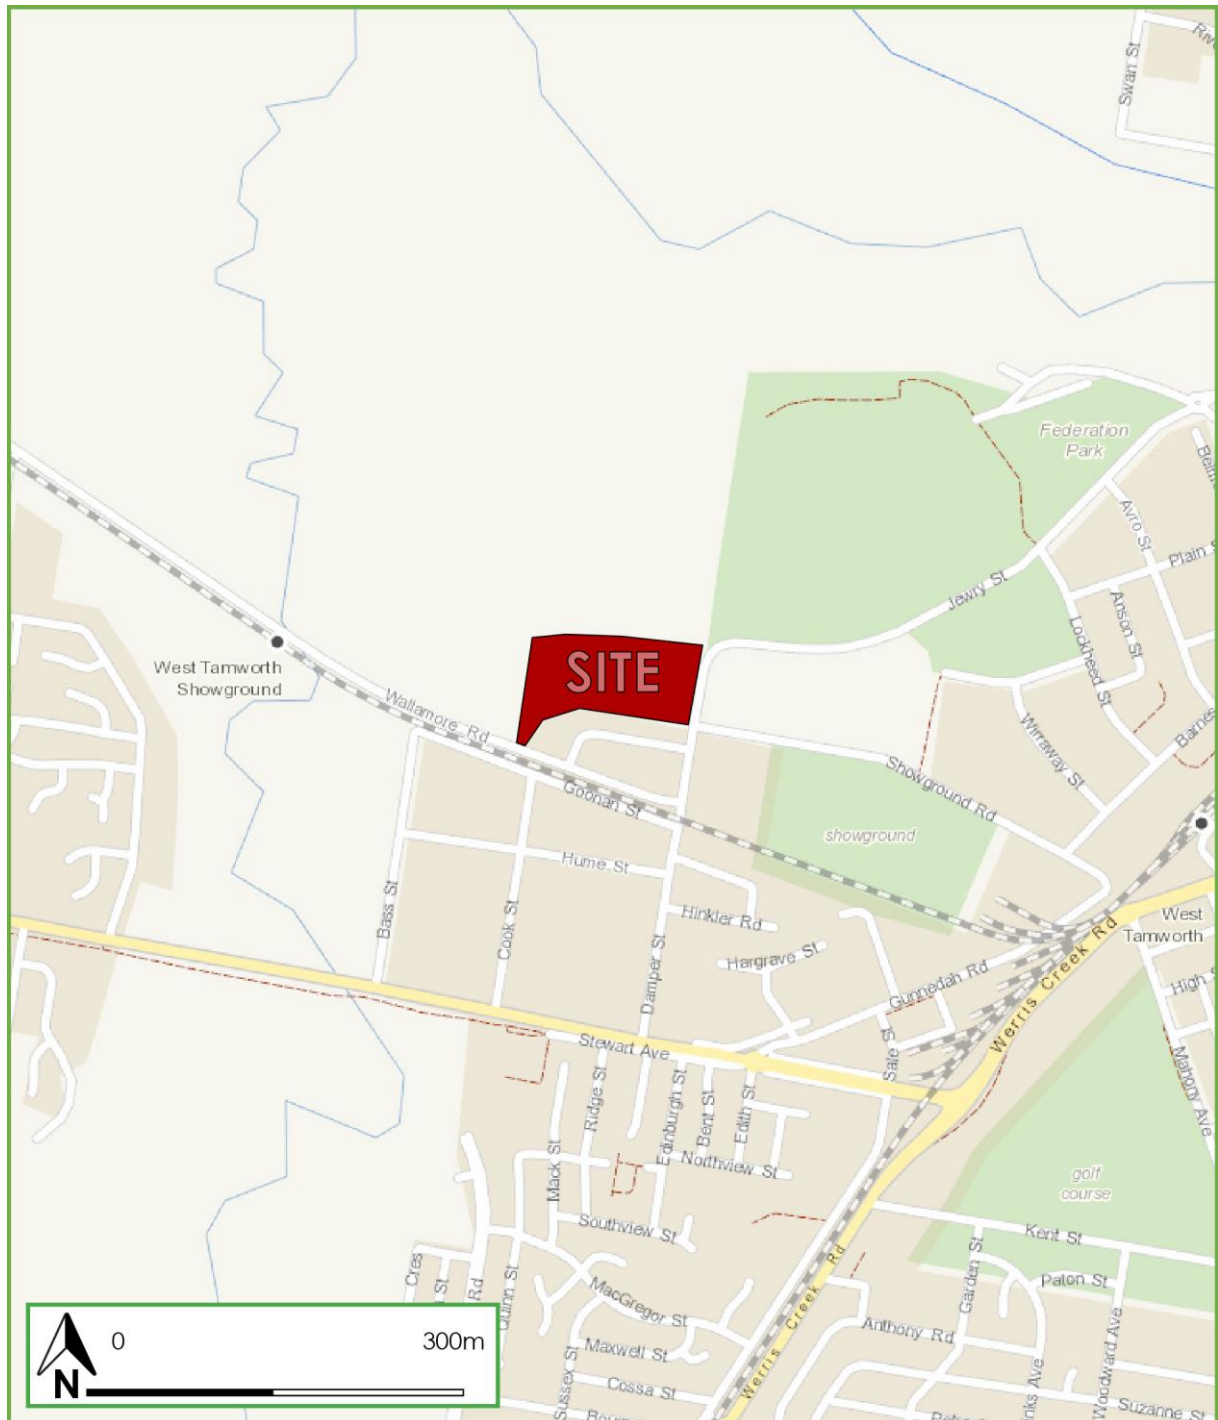 Swan St
Federation
Park
Avro St
Plain
Jewry St
Anson St
Lockheed St
SITE
West Tamworth
Showground
Wallamore Rd
Wirraway St
Barnes
Showground Rd
Goonan St
showground
Hume St
Bass St
Cook St
Hinkler Rd
West
Tamworth
Hargrave St
Damper St
Gunnedah Rd
Werris Creek Rd
High S
Stewart Ave
Sale St
Mahony Ave
Ridge St
Edinburgh St
Bent St
Edith St
Mack St
Northview St
golf
course
Southview St
Kent St
Cres
St
Rd
Quinn St
Garden St
Paton St
MacGregor St
Werris Creek Rd
Anthony Rd
Woodward Ave
0
300m
N
Maxwell St
Sussex St
Cossa St
Suzanne St